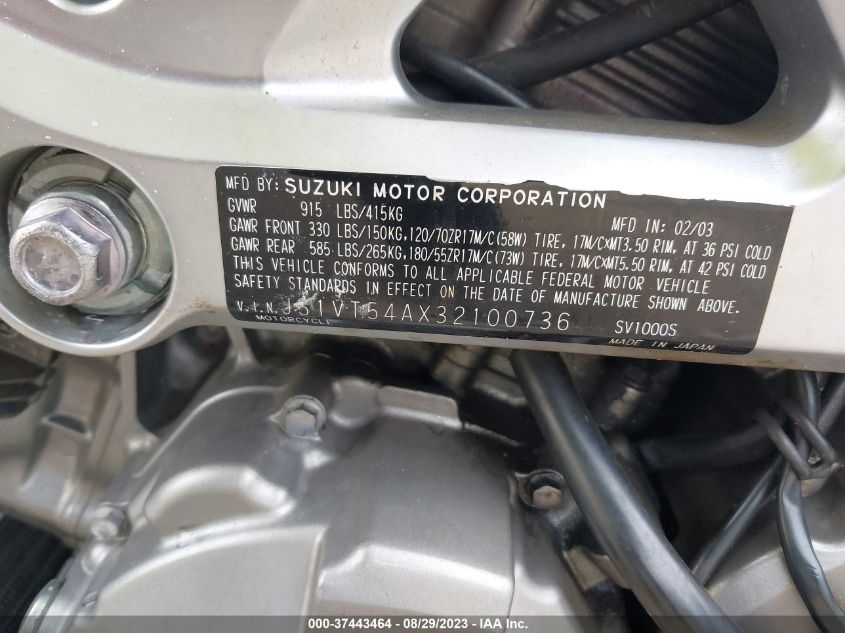 MFD BY: SUZUKI MOTOR CORPORATION
GVWR 915 LBS/415KG MFD IN: 02/03
GAWR FRONT 330 LBS/150KG,120/70ZR17M/C(58W) TIRE, 17M/C×MT3.50 RIM, AT 36 PSI COLD
GAWR REAR 585 LBS/265KG,180/55ZR17M/C(73W) TIRE, 17M/C×MT5.50 RIM, AT 42 PSI COLD
THIS VEHICLE CONFORMS TO ALL APPLICABLE FEDERAL MOTOR VEHICLE
SAFETY STANDARDS IN EFFECT ON THE DATE OF MANUFACTURE SHOWN ABOVE.
V.I.N. JS1VT54AX32100736 SV1000S
MOTORCYCLE MADE IN JAPAN
000-37443464 - 08/29/2023 - IAA Inc.